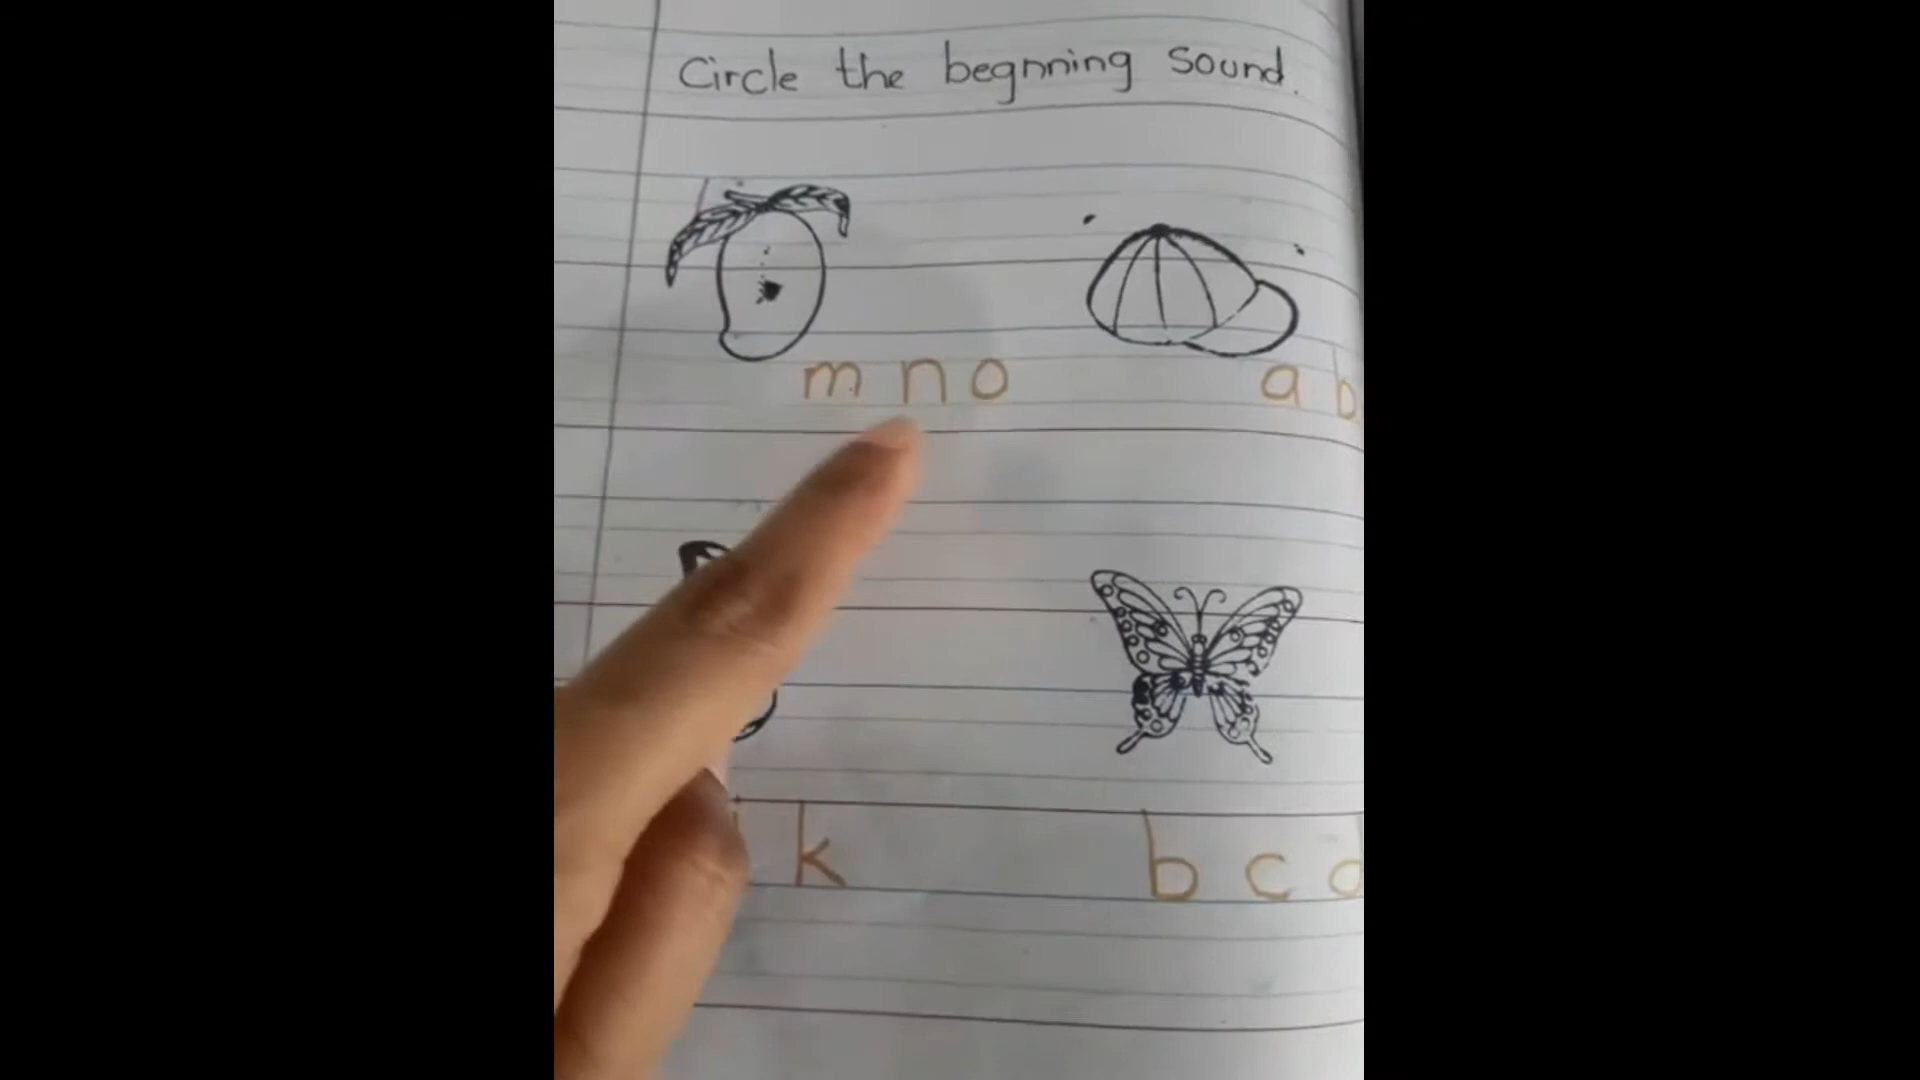 Circle the begnning sound.
m n o
a b
k
b c